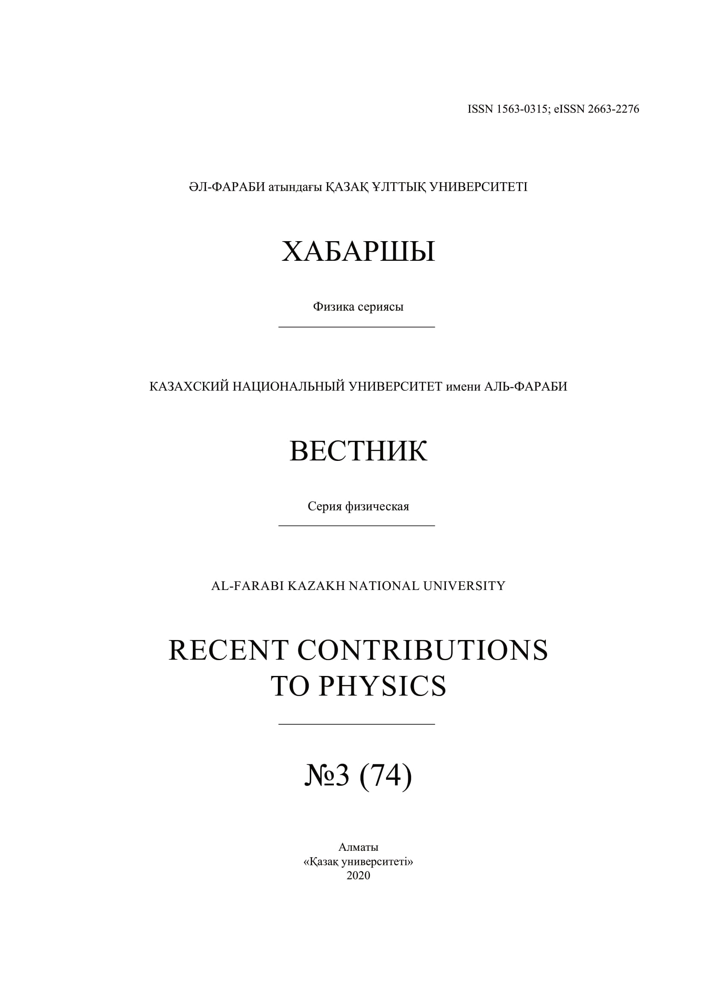 ISSN 1563-0315; eISSN 2663-2276
ӘЛ-ФАРАБИ атындағы ҚАЗАҚ ҰЛТТЫҚ УНИВЕРСИТЕТІ
ХАБАРШЫ
Физика сериясы
КАЗАХСКИЙ НАЦИОНАЛЬНЫЙ УНИВЕРСИТЕТ имени АЛЬ-ФАРАБИ
ВЕСТНИК
Серия физическая
AL-FARABI KAZAKH NATIONAL UNIVERSITY
RECENT CONTRIBUTIONS
TO PHYSICS
№3 (74)
Алматы
«Қазақ университеті»
2020